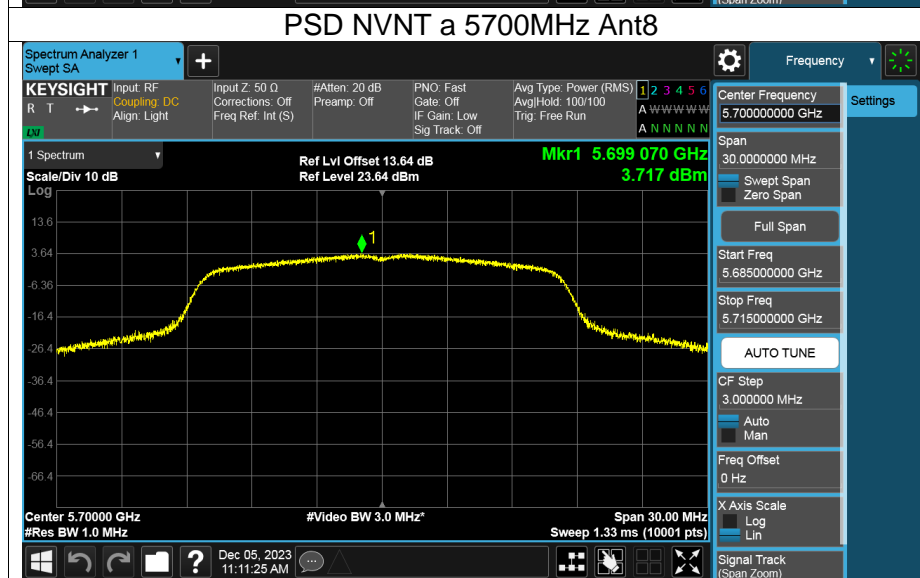 (Span Zoom)
PSD NVNT a 5700MHz Ant8
Spectrum Analyzer 1
Swept SA
+
Frequency
KEYSIGHT
R T
LXI
Input: RF
Coupling: DC
Align: Light
Input Z: 50 Ω
Corrections: Off
Freq Ref: Int (S)
#Atten: 20 dB
Preamp: Off
PNO: Fast
Gate: Off
IF Gain: Low
Sig Track: Off
Avg Type: Power (RMS)
Avg|Hold: 100/100
Trig: Free Run
1 2 3 4 5 6
A W W W W W
A N N N N N
1 Spectrum
Scale/Div 10 dB
Log
Ref Lvl Offset 13.64 dB
Ref Level 23.64 dBm
Mkr1 5.699 070 GHz
3.717 dBm
1
13.6
3.64
-6.36
-16.4
-26.4
-36.4
-46.4
-56.4
-66.4
Center 5.70000 GHz
#Res BW 1.0 MHz
#Video BW 3.0 MHz*
Span 30.00 MHz
Sweep 1.33 ms (10001 pts)
Center Frequency
5.700000000 GHz
Settings
Span
30.0000000 MHz
Swept Span
Zero Span
Full Span
Start Freq
5.685000000 GHz
Stop Freq
5.715000000 GHz
AUTO TUNE
CF Step
3.000000 MHz
Auto
Man
Freq Offset
0 Hz
X Axis Scale
Log
Lin
Signal Track
(Span Zoom)
?
Dec 05, 2023
11:11:25 AM